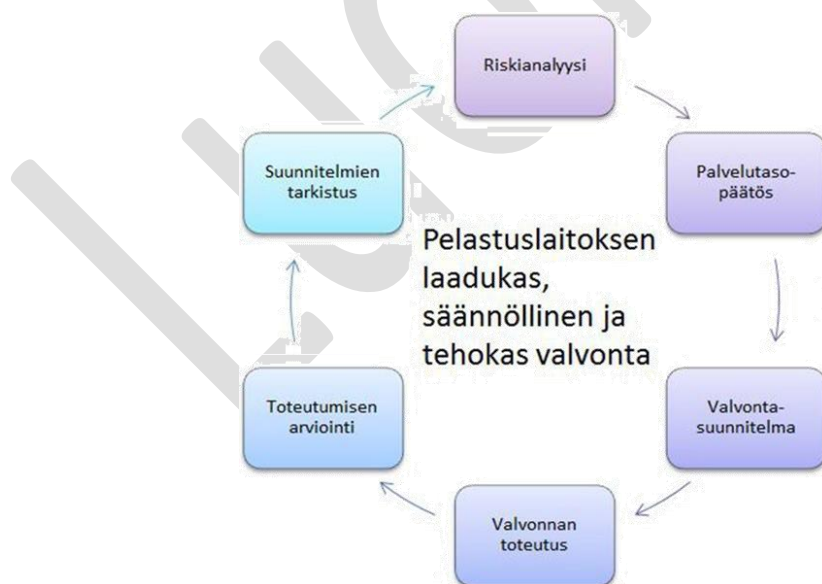 Riskianalyysi
Palvelutaso-
päätös
Valvonta-
suunnitelma
Valvonnan
toteutus
Toteutumisen
arviointi
Suunnitelmien
tarkistus
Pelastuslaitoksen
laadukas,
säännöllinen ja
tehokas valvonta